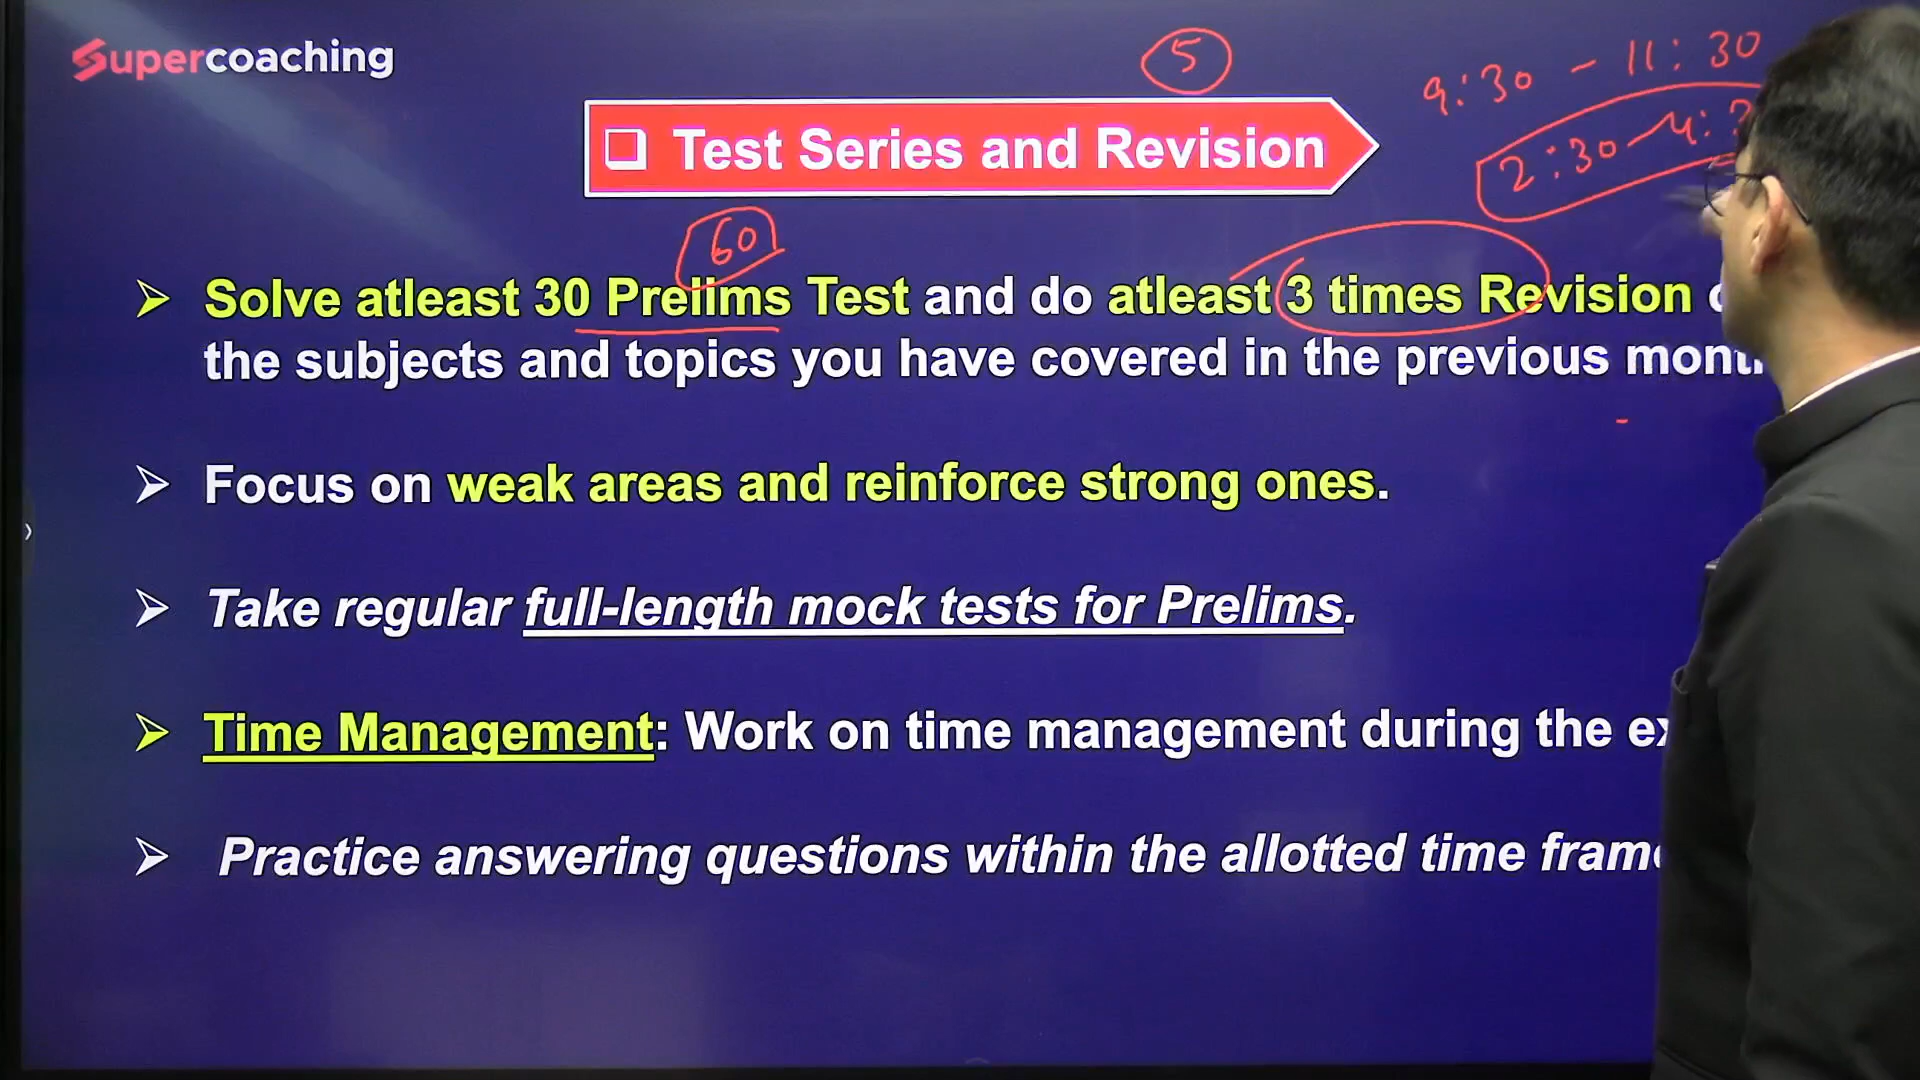 Supercoaching
5
9:30 - 11:30
Test Series and Revision
2:30 - 4:
60
Solve atleast 30 Prelims Test and do atleast 3 times Revision
the subjects and topics you have covered in the previous
Focus on weak areas and reinforce strong ones.
Take regular full-length mock tests for Prelims.
Time Management: Work on time management during the
Practice answering questions within the allotted time